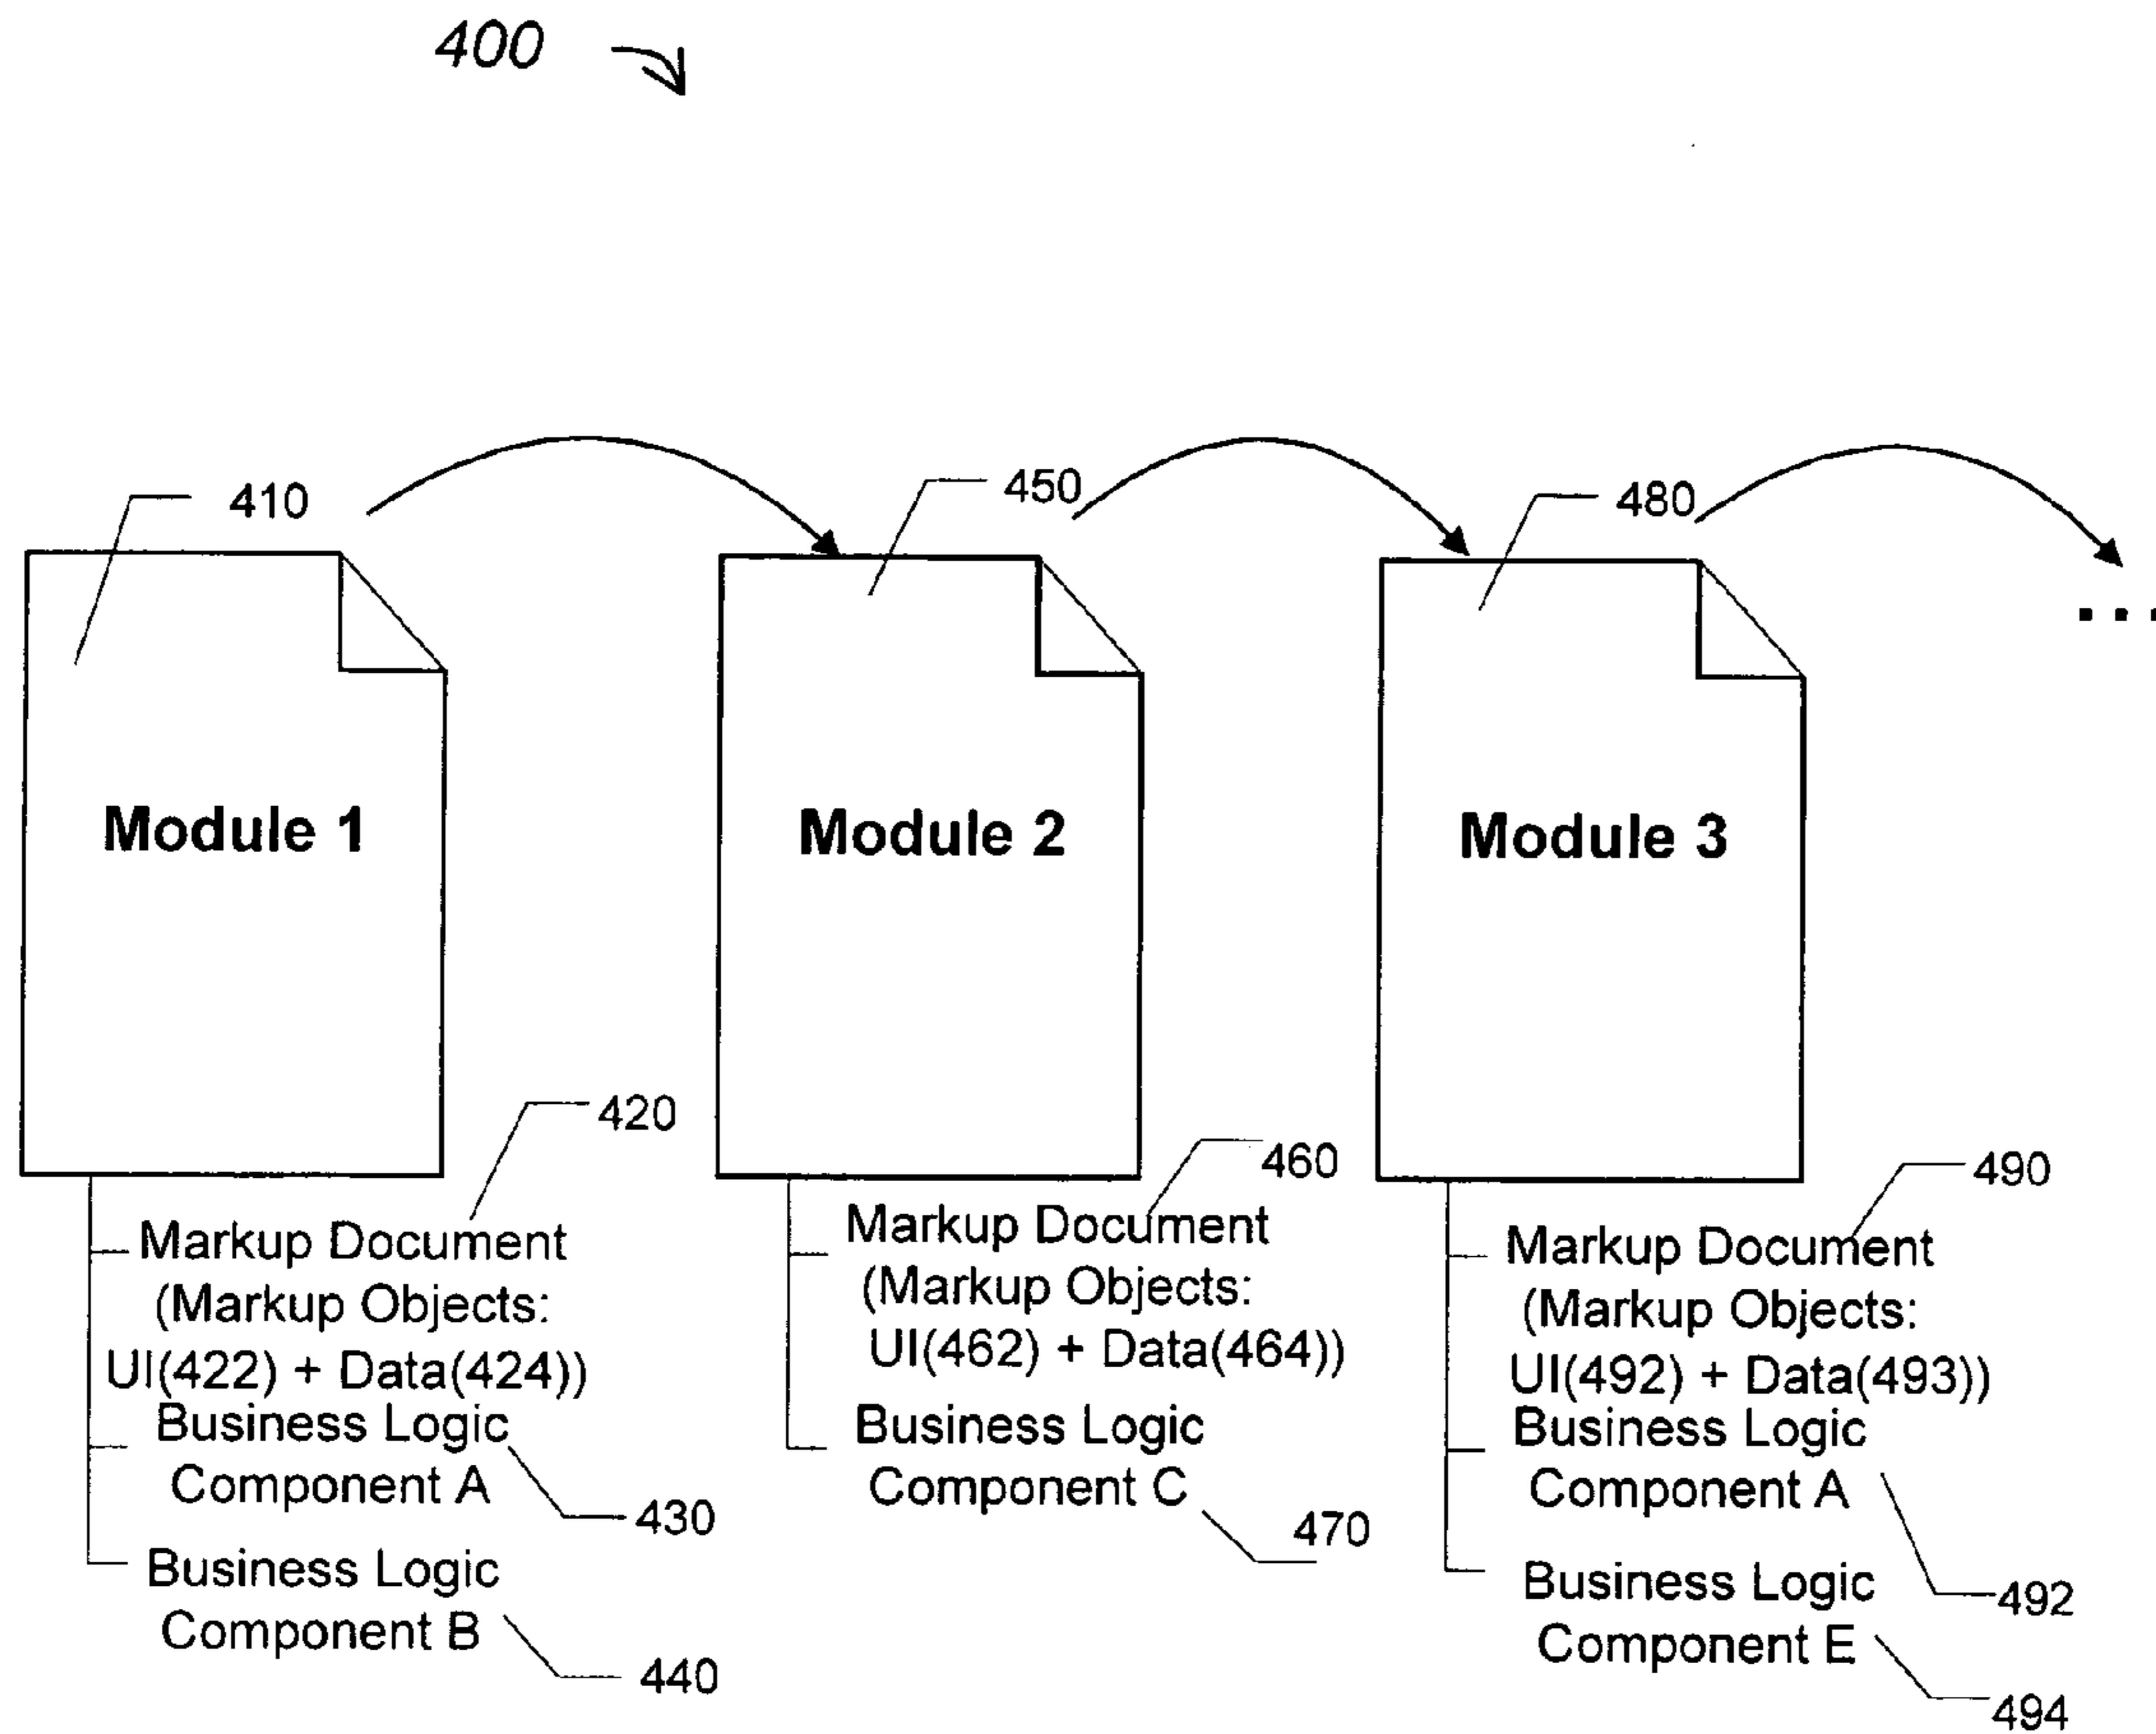 400
410
450
480
...
Module 1
Module 2
Module 3
420
Markup Document
(Markup Objects:
UI(422) + Data(424))
Business Logic
Component A
430
Business Logic
Component B
440
460
Markup Document
(Markup Objects:
UI(462) + Data(464))
Business Logic
Component C
470
490
Markup Document
(Markup Objects:
UI(492) + Data(493))
Business Logic
Component A
492
Business Logic
Component E
494